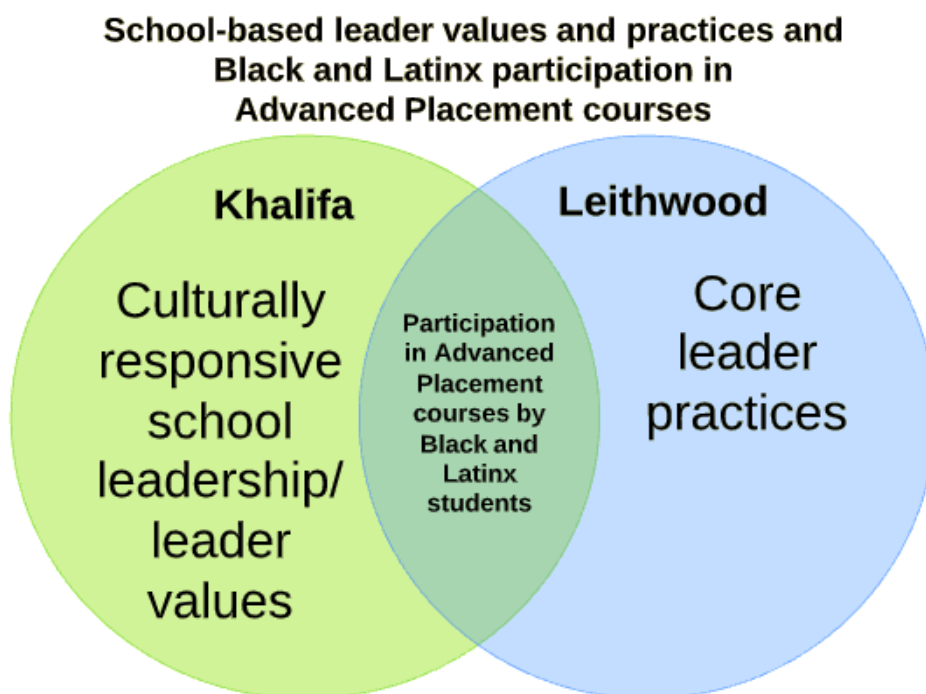 School-based leader values and practices and
Black and Latinx participation in
Advanced Placement courses
Khalifa
Culturally
responsive
school
leadership/
leader
values
Participation
in Advanced
Placement
courses by
Black and
Latinx
students
Leithwood
Core
leader
practices